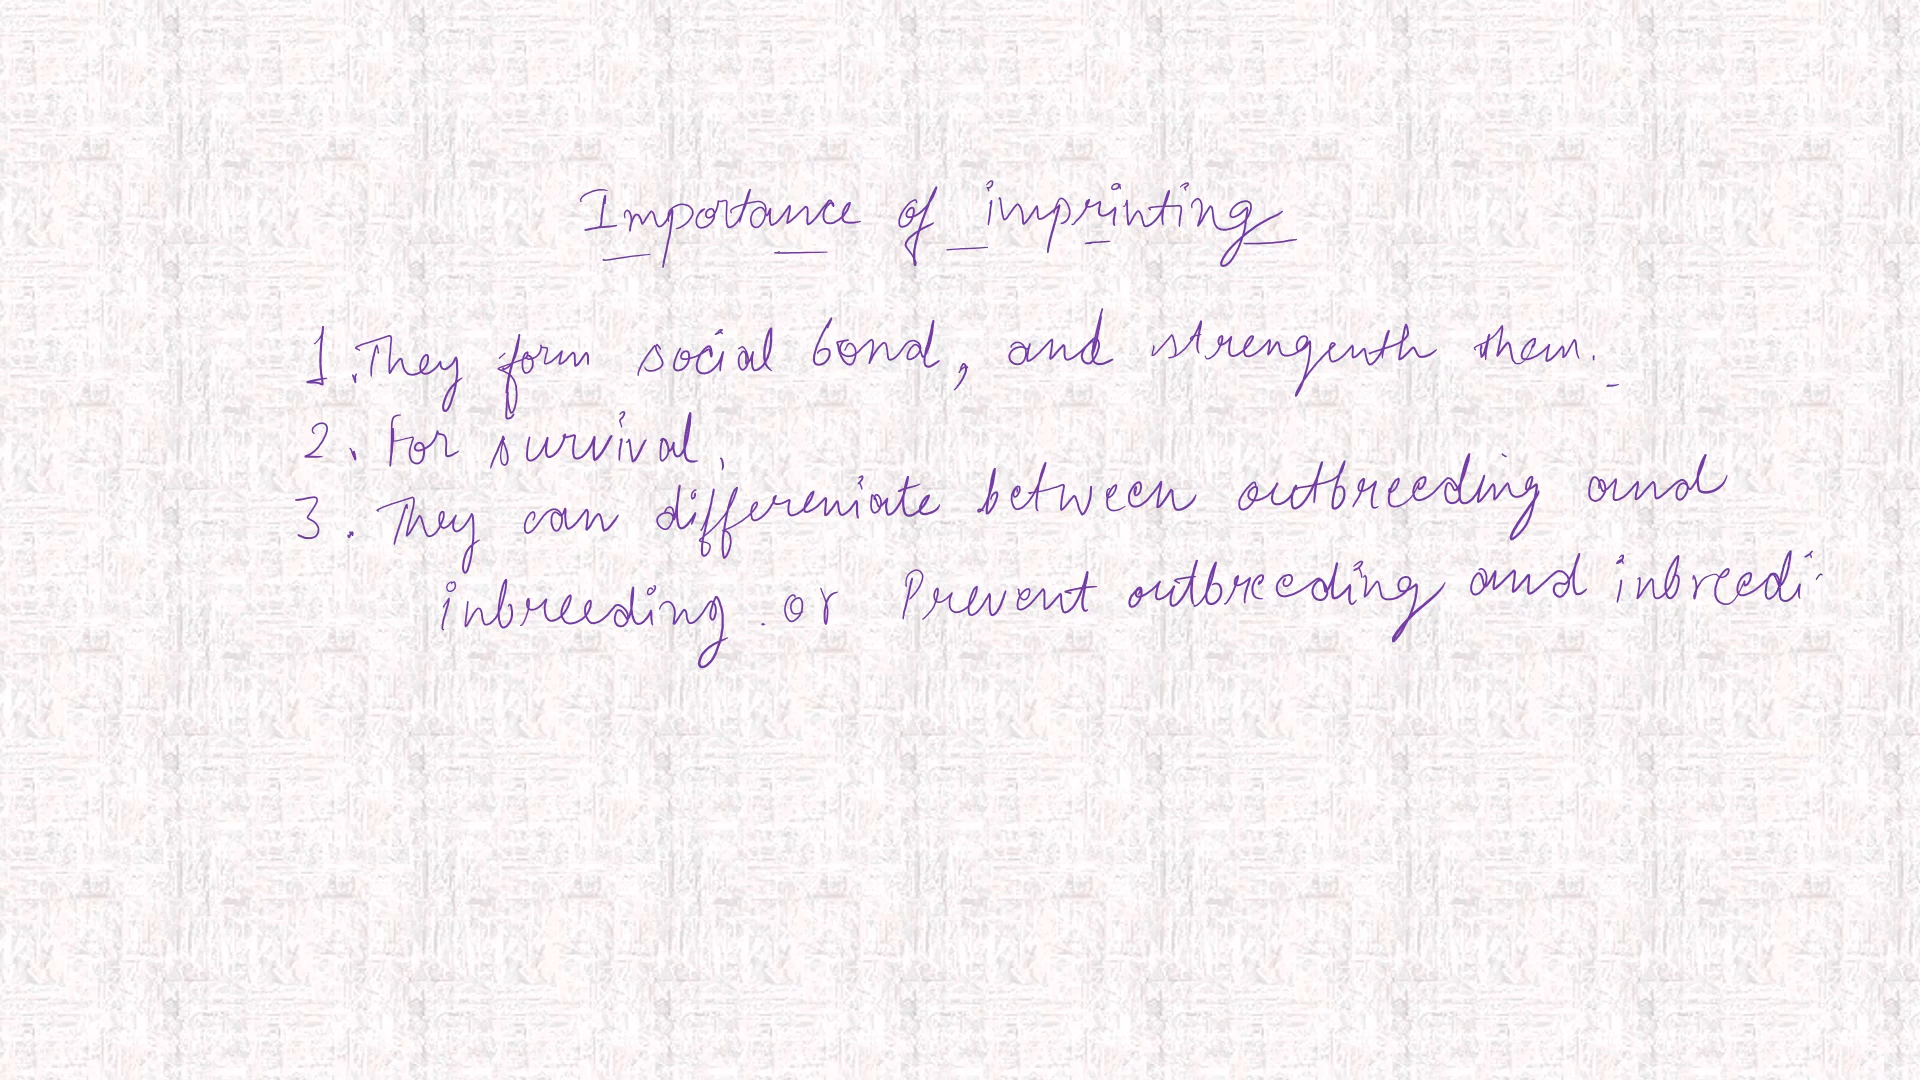 Importance of imprinting
1. They form social bond, and strengenth them.
2. For survival.
3. They can differeniate between outbreeding and
inbreeding. or Prevent outbreeding and inbreedi